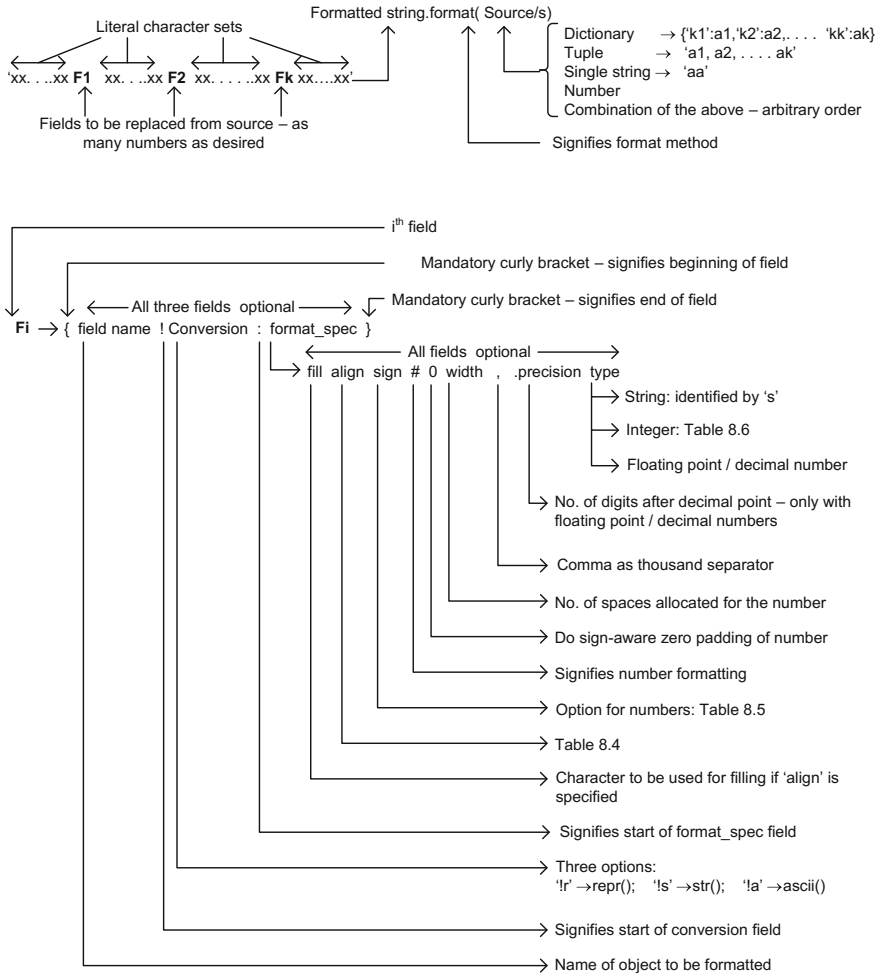 Formatted string.format( Source/s)
Literal character sets
Dictionary → {‘k1’:a1,‘k2’:a2,. . . . ‘kk’:ak}
Tuple → ‘a1, a2, . . . . ak’
Single string → ‘aa’
Number
Combination of the above – arbitrary order
‘xx. . ..xx F1 xx. . ..xx F2 xx. . . . ..xx Fk xx....xx’
Fields to be replaced from source – as
many numbers as desired
Signifies format method
ith field
Mandatory curly bracket – signifies beginning of field
Mandatory curly bracket – signifies end of field
All three fields optional
Fi → { field name ! Conversion : format_spec }
All fields optional
fill align sign # 0 width , .precision type
String: identified by ‘s’
Integer: Table 8.6
Floating point / decimal number
No. of digits after decimal point – only with
floating point / decimal numbers
Comma as thousand separator
No. of spaces allocated for the number
Do sign-aware zero padding of number
Signifies number formatting
Option for numbers: Table 8.5
Table 8.4
Character to be used for filling if ‘align’ is
specified
Signifies start of format_spec field
Three options:
‘!r’ →repr(); ‘!s’ →str(); ‘!a’ →ascii()
Signifies start of conversion field
Name of object to be formatted